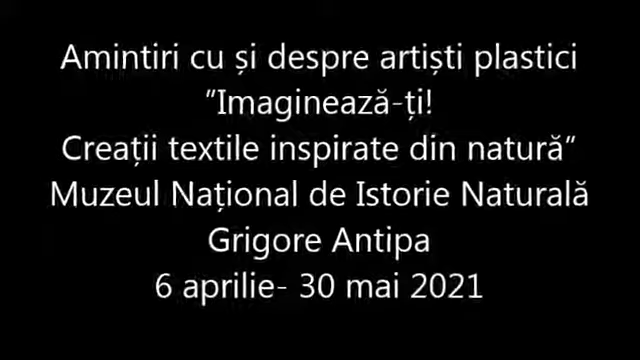 Amintiri cu și despre artiști plastici
”Imaginează-ți!
Creații textile inspirate din natură”
Muzeul Național de Istorie Naturală
Grigore Antipa
6 aprilie- 30 mai 2021